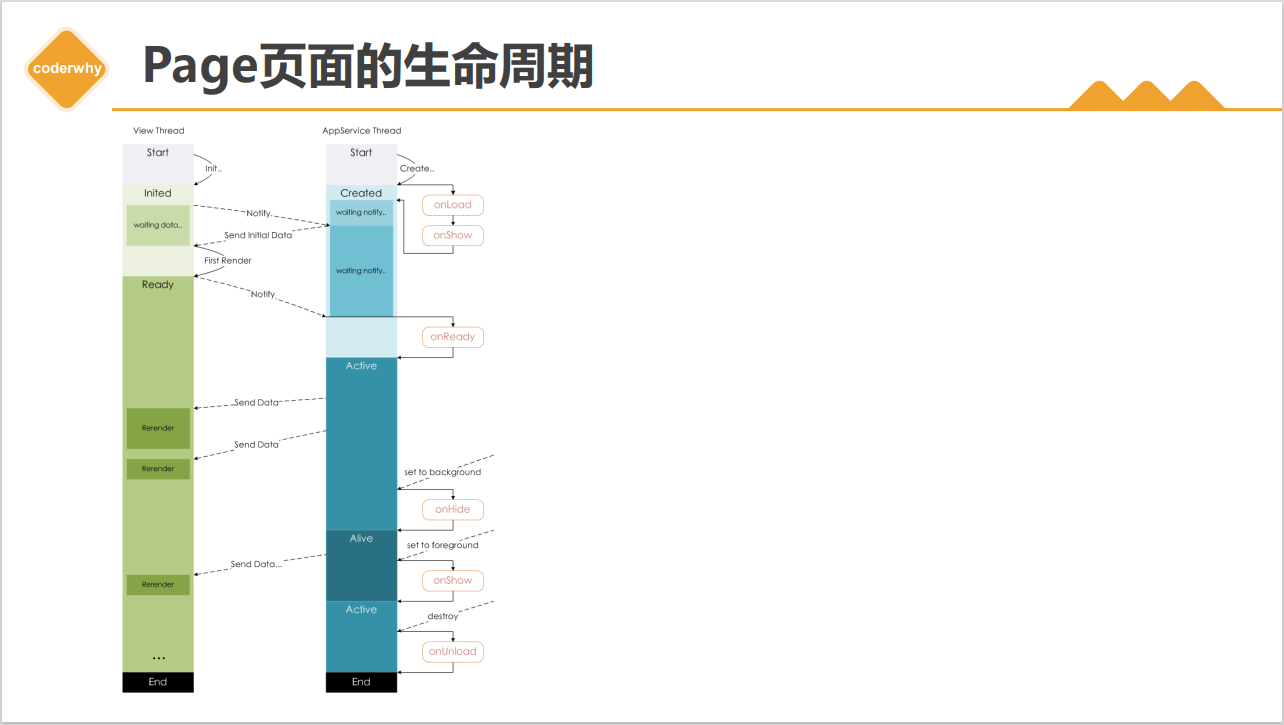 coderwhy
Page页面的生命周期
View Thread
AppService Thread
Start
Start
Init..
Create..
Inited
Created
onLoad
waiting data..
Notify
waiting notify..
Send Initial Data
onShow
First Render
waiting notify..
Ready
Notify
onReady
Active
Send Data
Rerender
Send Data
Rerender
set to background
onHide
Alive
set to foreground
Send Data...
Rerender
onShow
Active
destroy
onUnload
...
End
End